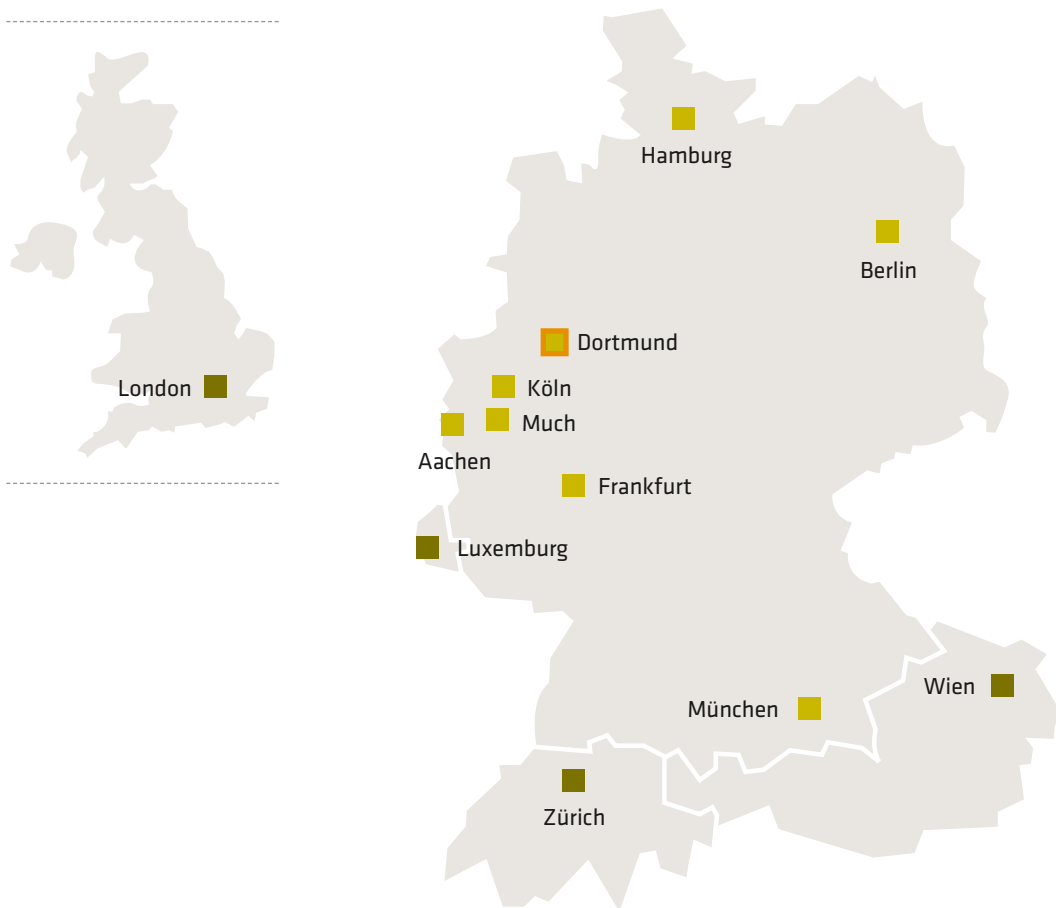 Hamburg
Berlin
Dortmund
Köln
London
Much
Aachen
Frankfurt
Luxemburg
Wien
München
Zürich